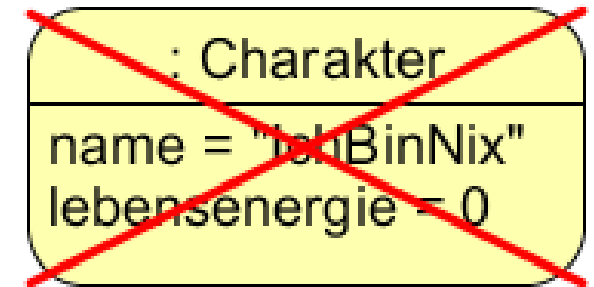 : Charakter
name = "IchBinNix"
lebensenergie = 0